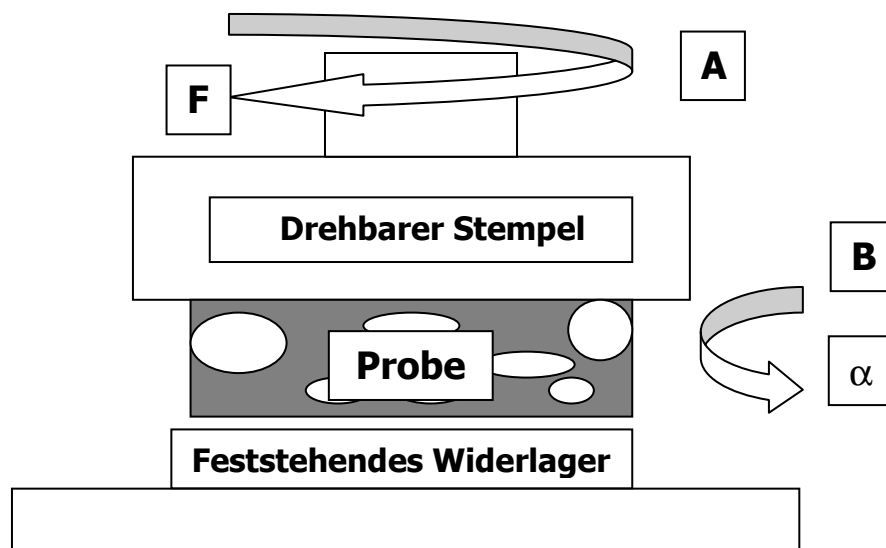 A
F
Drehbarer Stempel
B
Probe
α
Feststehendes Widerlager